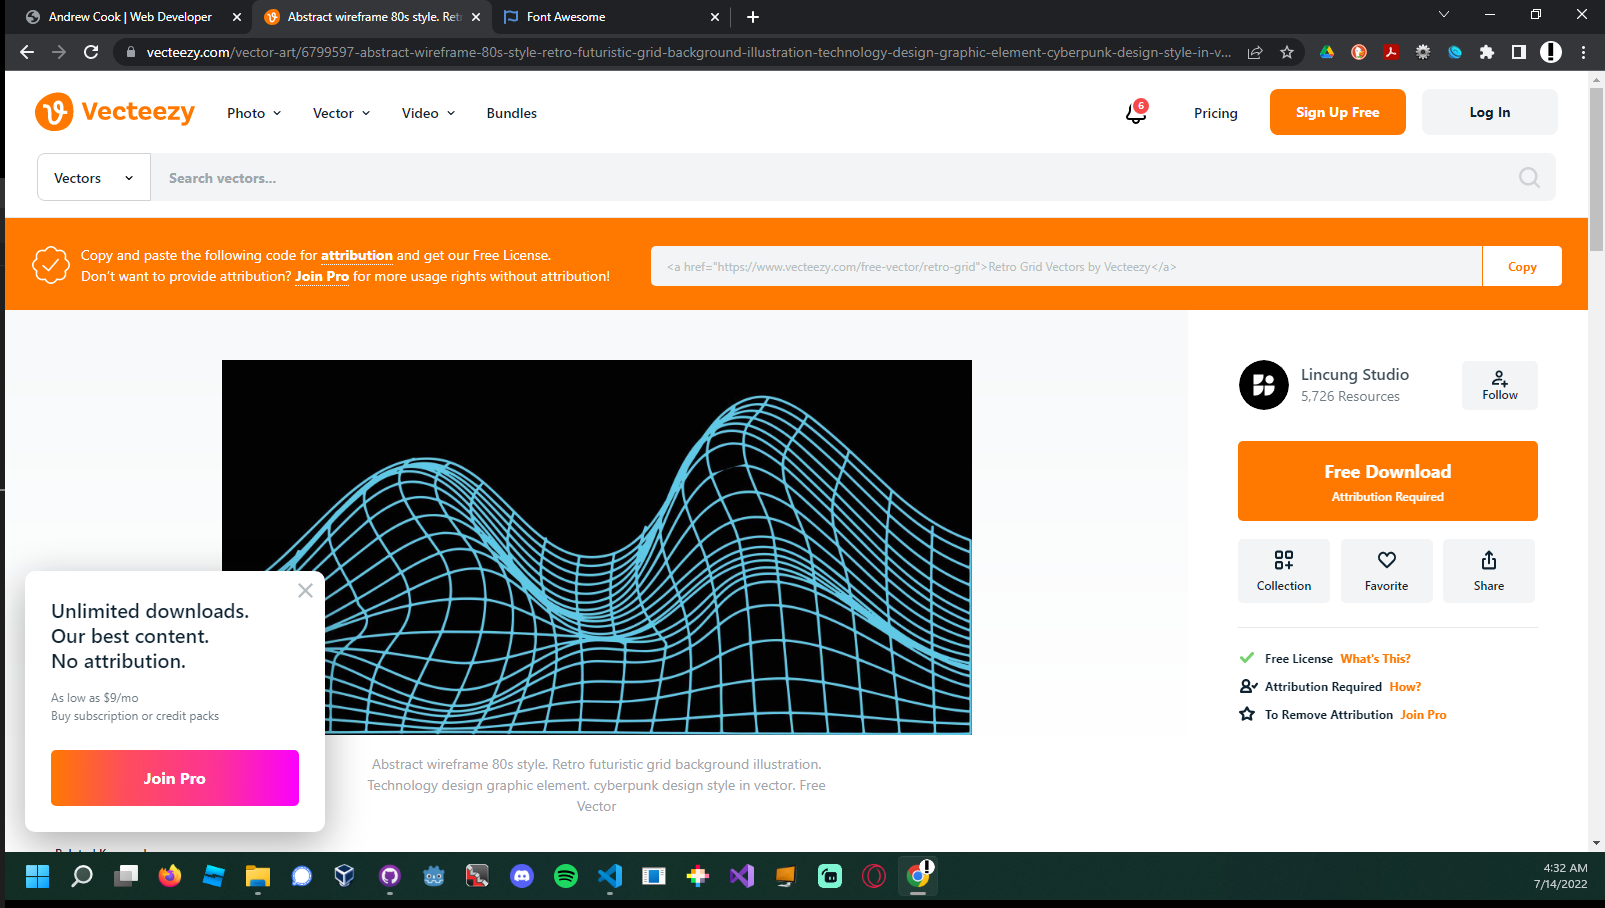 Andrew Cook | Web Developer
Abstract wireframe 80s style. Ret
Font Awesome
vecteezy.com/vector-art/6799597-abstract-wireframe-80s-style-retro-futuristic-grid-background-illustration-technology-design-graphic-element-cyberpunk-design-style-in-v...
Vecteezy
Photo
Vector
Video
Bundles
6
Pricing
Sign Up Free
Log In
Vectors
Search vectors...
Copy and paste the following code for attribution and get our Free License.
Don't want to provide attribution? Join Pro for more usage rights without attribution!
<a href="https://www.vecteezy.com/free-vector/retro-grid">Retro Grid Vectors by Vecteezy</a>
Copy
Lincung Studio
5,726 Resources
Follow
Free Download
Attribution Required
Collection
Favorite
Share
Free License What's This?
Attribution Required How?
To Remove Attribution Join Pro
Unlimited downloads.
Our best content.
No attribution.
As low as $9/mo
Buy subscription or credit packs
Join Pro
Abstract wireframe 80s style. Retro futuristic grid background illustration.
Technology design graphic element. cyberpunk design style in vector. Free
Vector
4:32 AM
7/14/2022